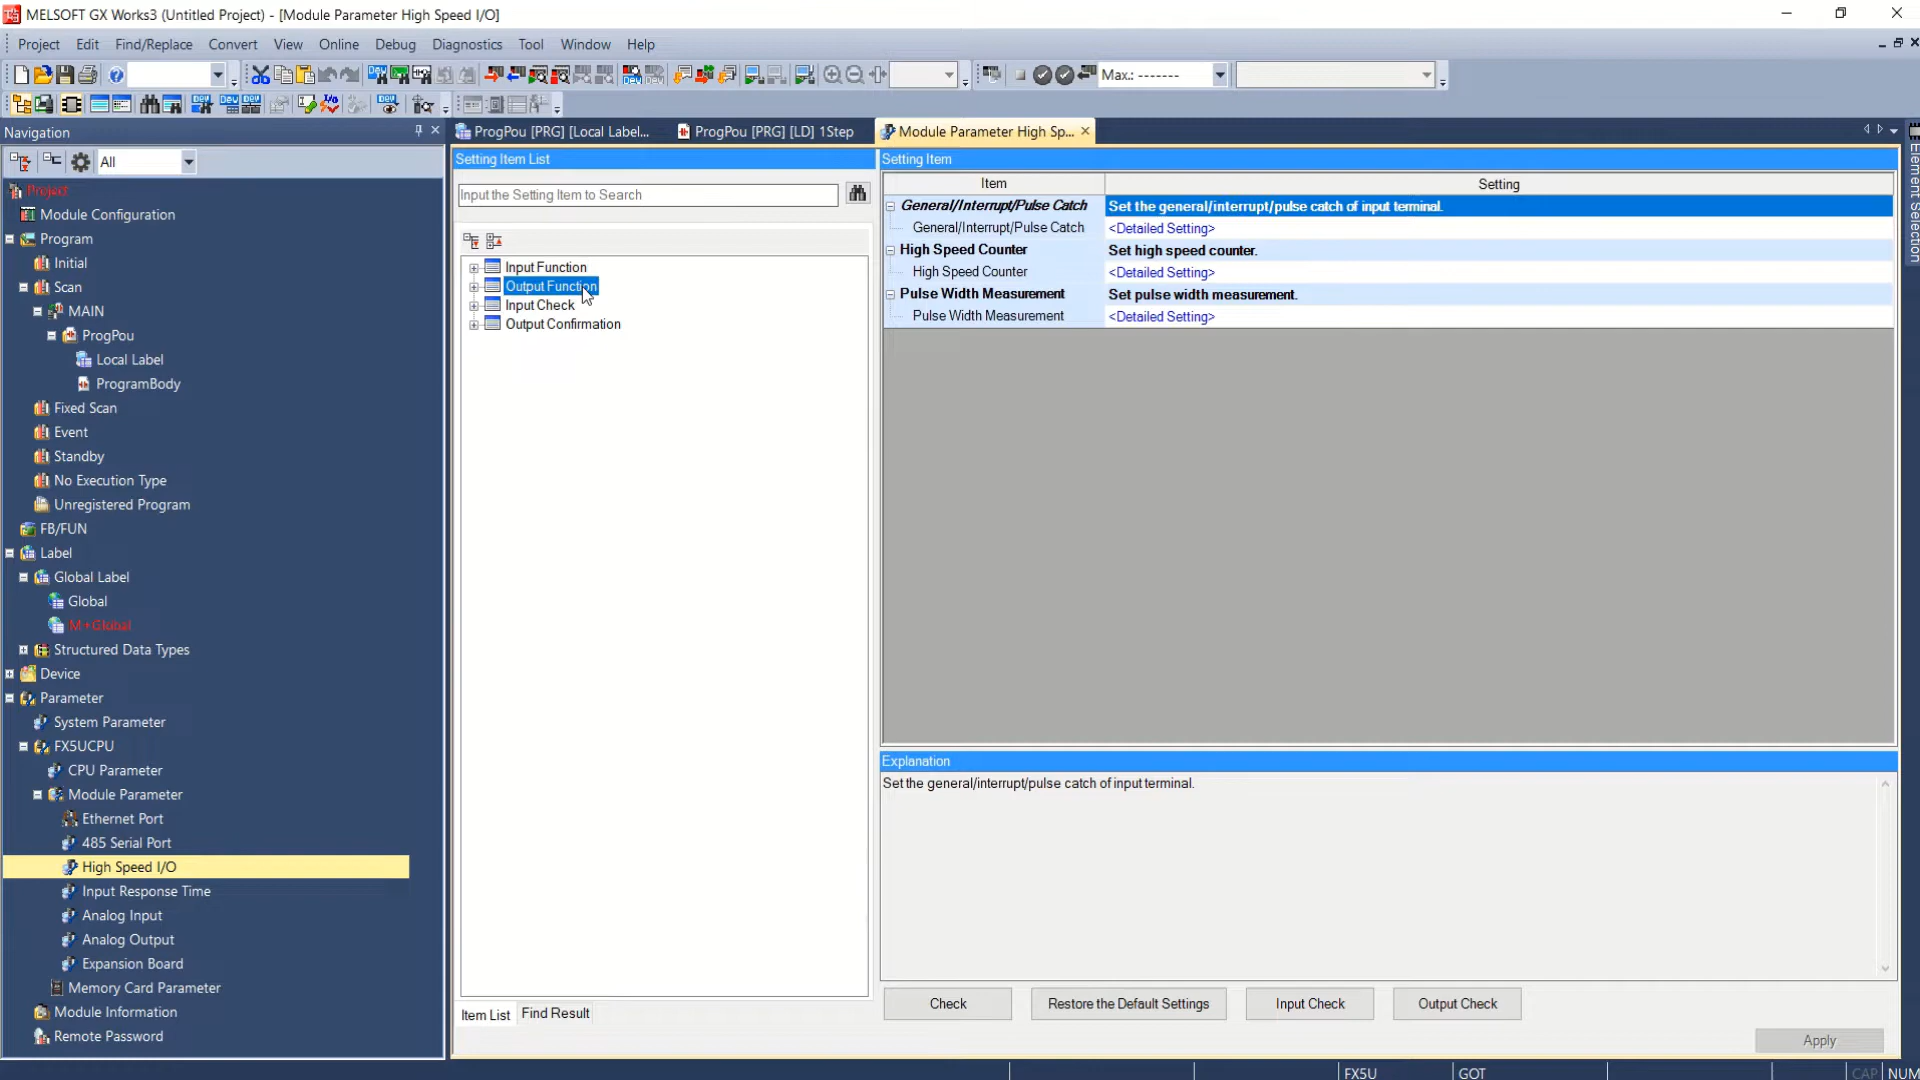 MELSOFT GX Works3 (Untitled Project) - [Module Parameter High Speed I/O]
Project Edit Find/Replace Convert View Online Debug Diagnostics Tool Window Help
Max.: -------
Navigation
All
Project
Module Configuration
Program
Initial
Scan
MAIN
ProgPou
Local Label
ProgramBody
Fixed Scan
Event
Standby
No Execution Type
Unregistered Program
FB/FUN
Label
Global Label
Global
M+Global
Structured Data Types
Device
Parameter
System Parameter
FX5UCPU
CPU Parameter
Module Parameter
Ethernet Port
485 Serial Port
High Speed I/O
Input Response Time
Analog Input
Analog Output
Expansion Board
Memory Card Parameter
Module Information
Remote Password
ProgPou [PRG] [Local Label...
ProgPou [PRG] [LD] 1Step
Module Parameter High Sp...
Setting Item List
Input the Setting Item to Search
Input Function
Output Function
Input Check
Output Confirmation
Item List
Find Result
Setting Item
Item Setting
General/Interrupt/Pulse Catch Set the general/interrupt/pulse catch of input terminal.
General/Interrupt/Pulse Catch <Detailed Setting>
High Speed Counter Set high speed counter.
High Speed Counter <Detailed Setting>
Pulse Width Measurement Set pulse width measurement.
Pulse Width Measurement <Detailed Setting>
Explanation
Set the general/interrupt/pulse catch of input terminal.
Check Restore the Default Settings Input Check Output Check
Apply
Element Selection
FX5U GOT CAP NUM